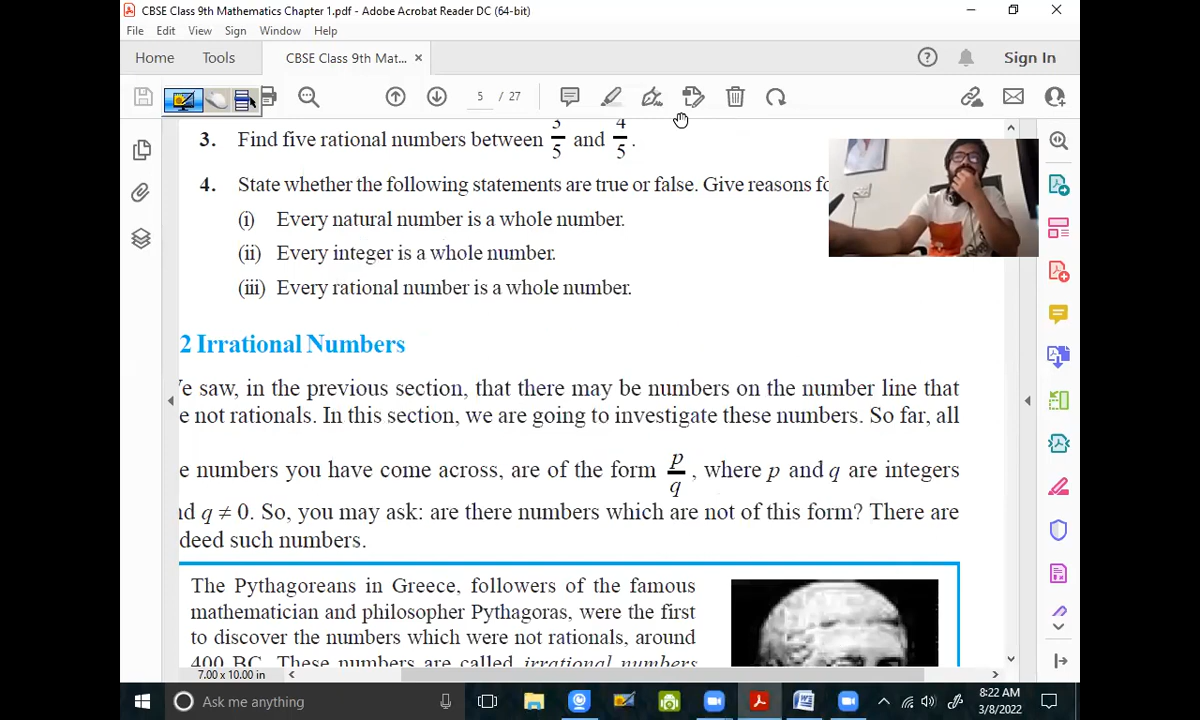 CBSE Class 9th Mathematics Chapter 1.pdf - Adobe Acrobat Reader DC (64-bit)
File Edit View Sign Window Help
Home Tools CBSE Class 9th Mat... × Sign In
5 / 27
3. Find five rational numbers between 3/5 and 4/5.
4. State whether the following statements are true or false. Give reasons fo
(i) Every natural number is a whole number.
(ii) Every integer is a whole number.
(iii) Every rational number is a whole number.
2 Irrational Numbers
e saw, in the previous section, that there may be numbers on the number line that
e not rationals. In this section, we are going to investigate these numbers. So far, all
e numbers you have come across, are of the form p/q, where p and q are integers
nd q ≠ 0. So, you may ask: are there numbers which are not of this form? There are
deed such numbers.
The Pythagoreans in Greece, followers of the famous
mathematician and philosopher Pythagoras, were the first
to discover the numbers which were not rationals, around
400 BC. These numbers are called irrational numbers
7.00 x 10.00 in
Ask me anything
8:22 AM
3/8/2022